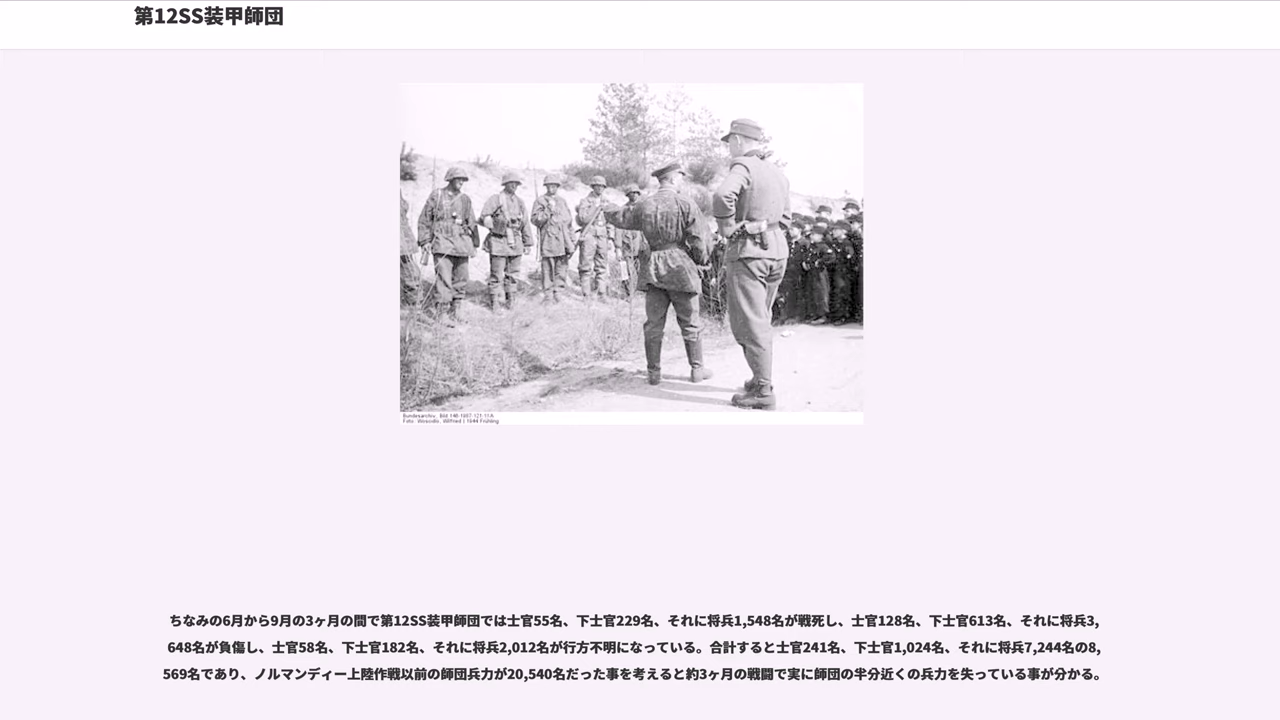 第12SS装甲師団
Bundesarchiv, Bild 146-1987-121-11A
Foto: Woscidlo, Wilfried | 1944 Frühling
ちなみの6月から9月の3ヶ月の間で第12SS装甲師団では士官55名、下士官229名、それに将兵1,548名が戦死し、士官128名、下士官613名、それに将兵3,
648名が負傷し、士官58名、下士官182名、それに将兵2,012名が行方不明になっている。合計すると士官241名、下士官1,024名、それに将兵7,244名の8,
569名であり、ノルマンディー上陸作戦以前の師団兵力が20,540名だった事を考えると約3ヶ月の戦闘で実に師団の半分近くの兵力を失っている事が分かる。